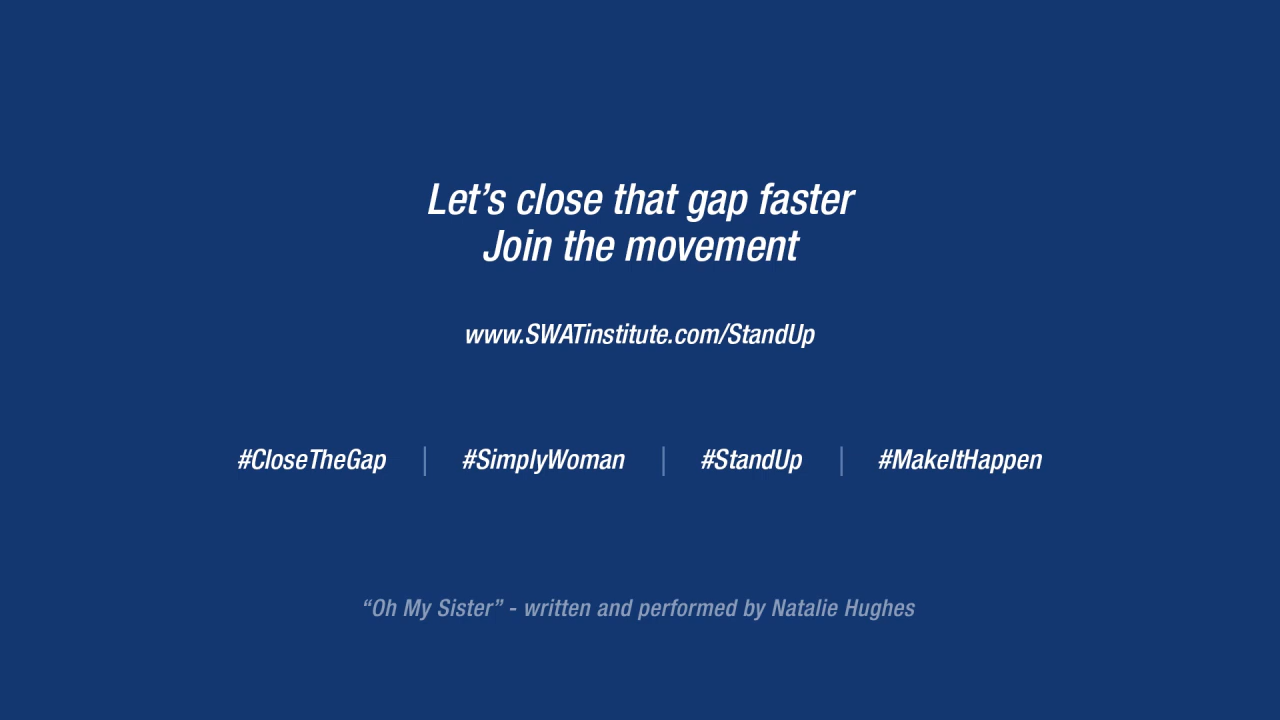 Let’s close that gap faster
Join the movement
www.SWATinstitute.com/StandUp
#CloseTheGap | #SimplyWoman | #StandUp | #MakeItHappen
“Oh My Sister” - written and performed by Natalie Hughes